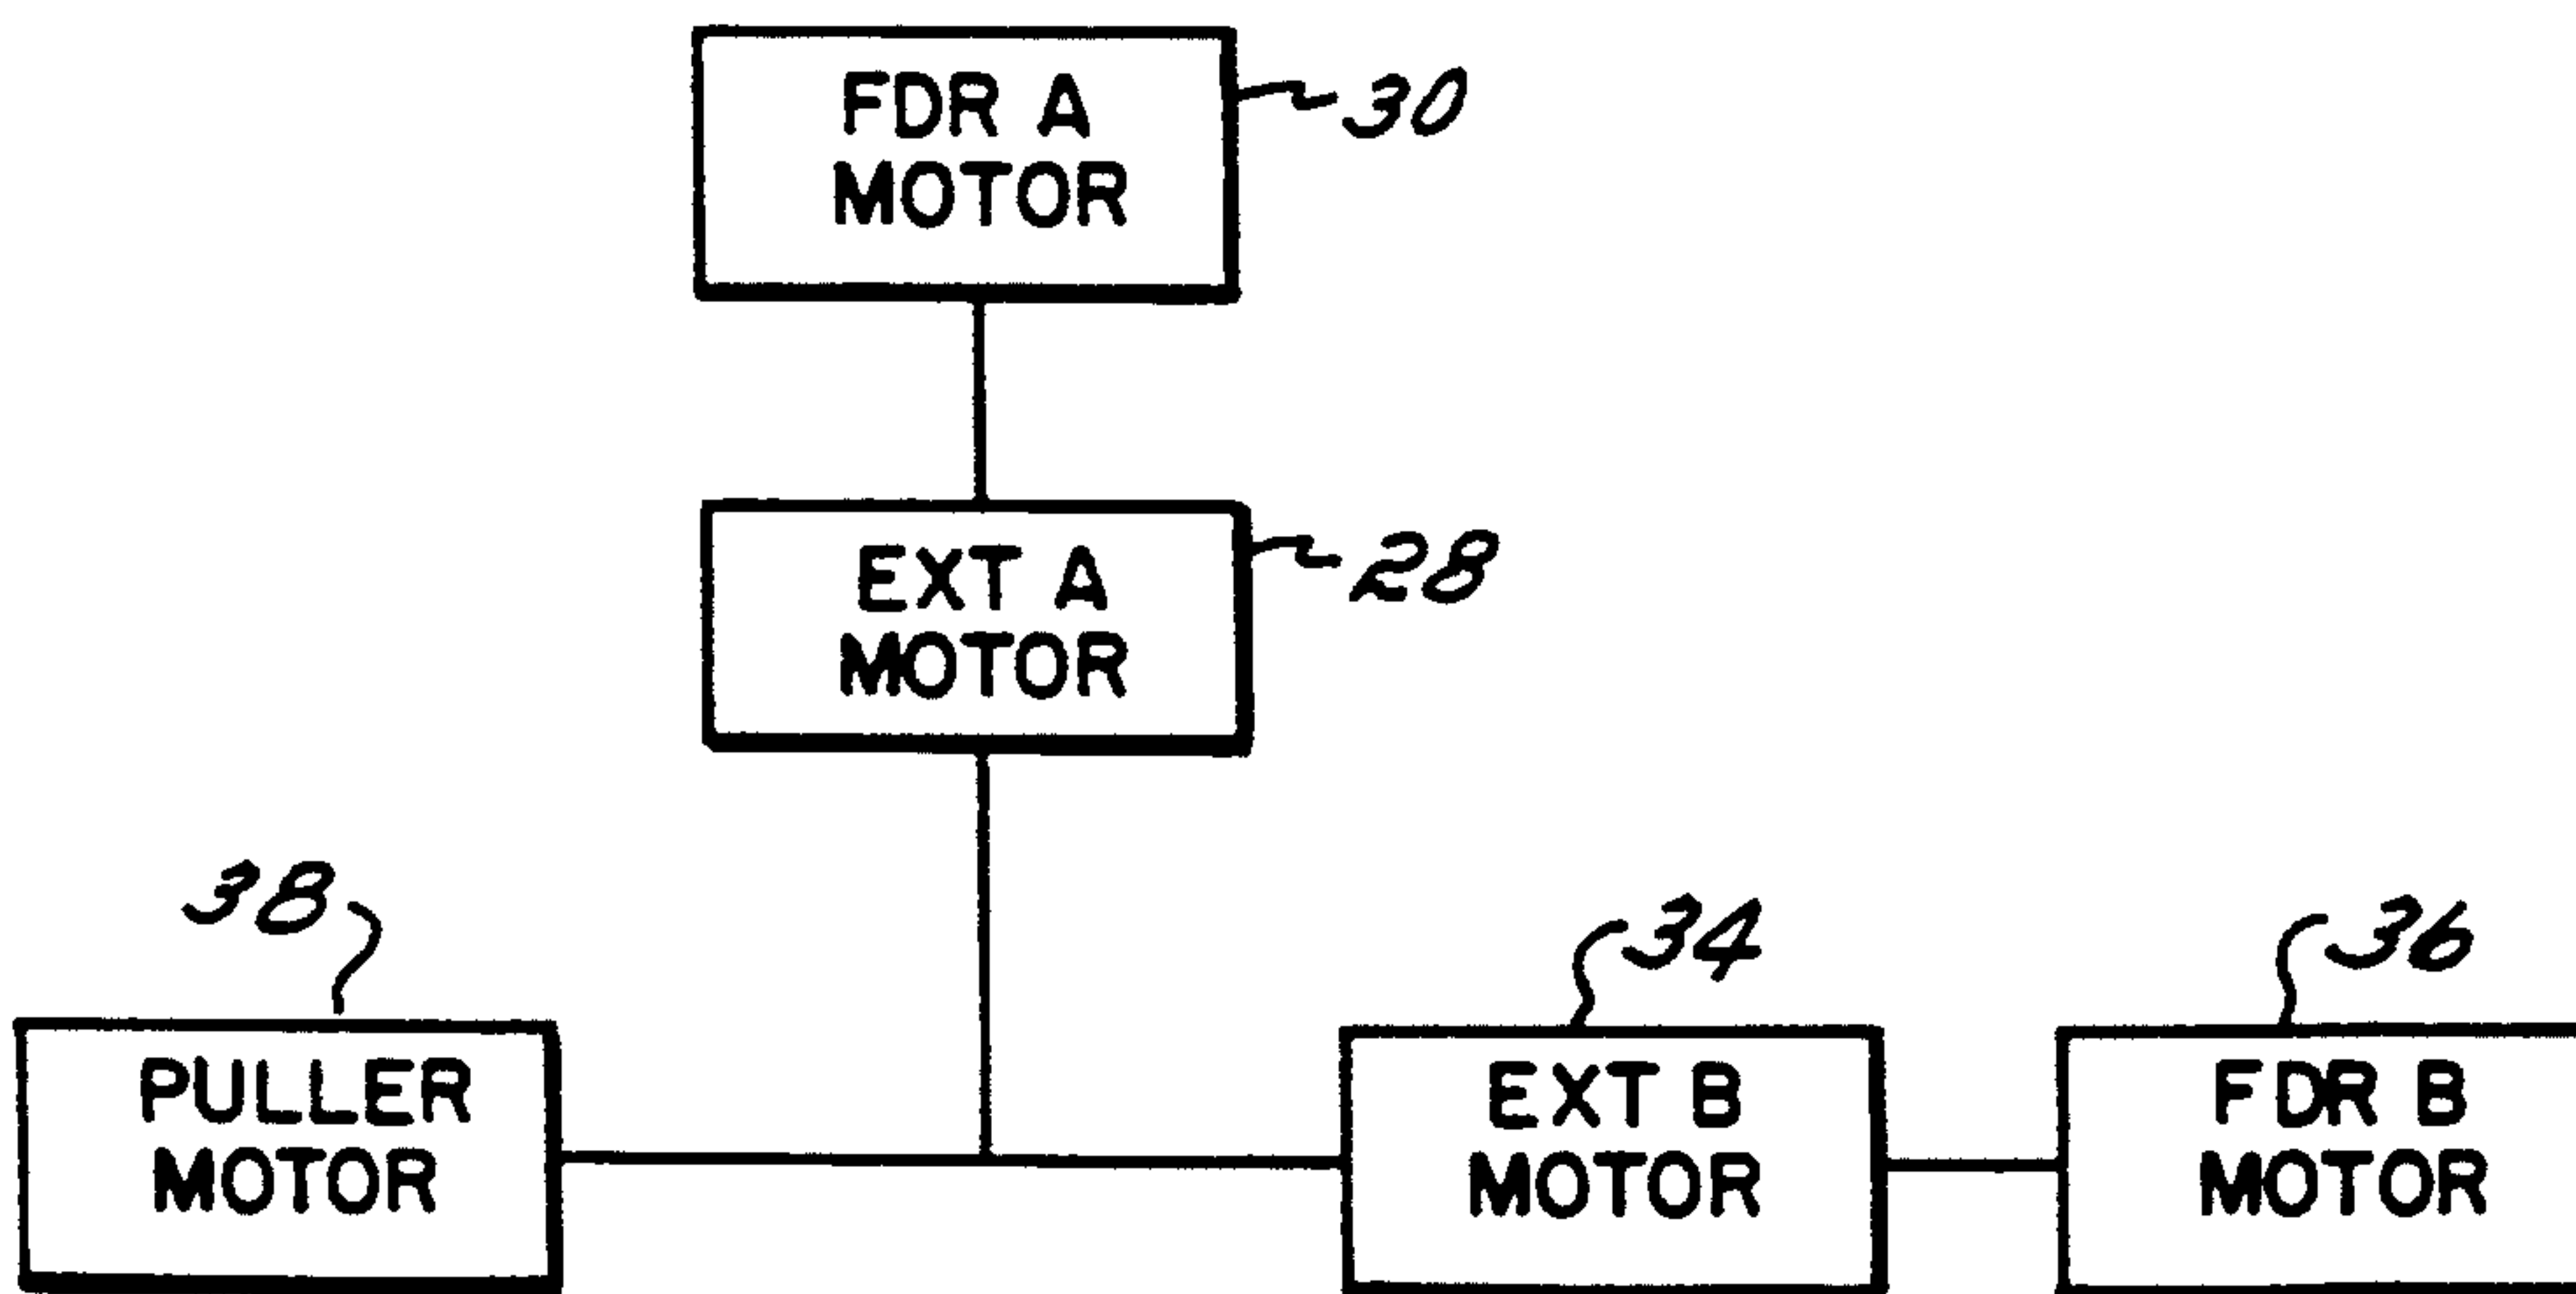 FDR A
MOTOR
30
EXT A
MOTOR
28
38
PULLER
MOTOR
34
EXT B
MOTOR
36
FDR B
MOTOR